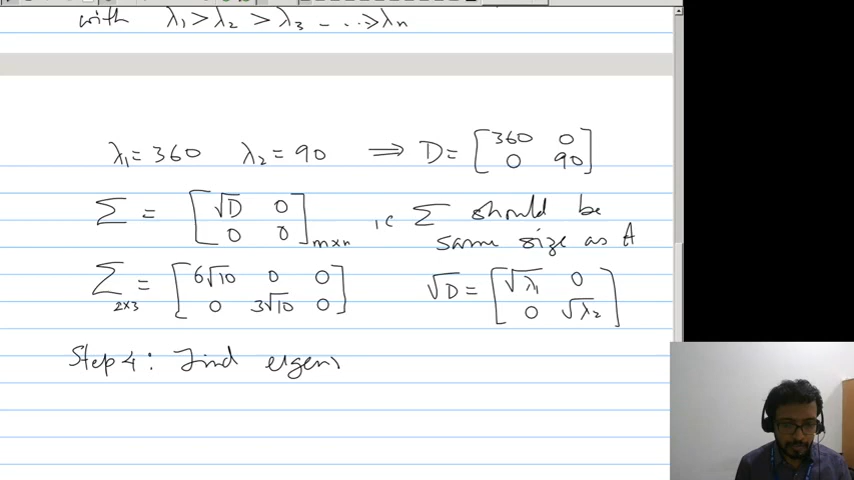 with λ₁ > λ₂ > λ₃ - ... > λn
λ₁ = 360 λ₂ = 90 ⟹ D = [360 0; 0 90]
Σ = [√D 0; 0 0]m×n , i.e. Σ should be
same size as A
Σ2×3 = [6√10 0 0; 0 3√10 0] √D = [√λ₁ 0; 0 √λ₂]
Step 4: Find eigen